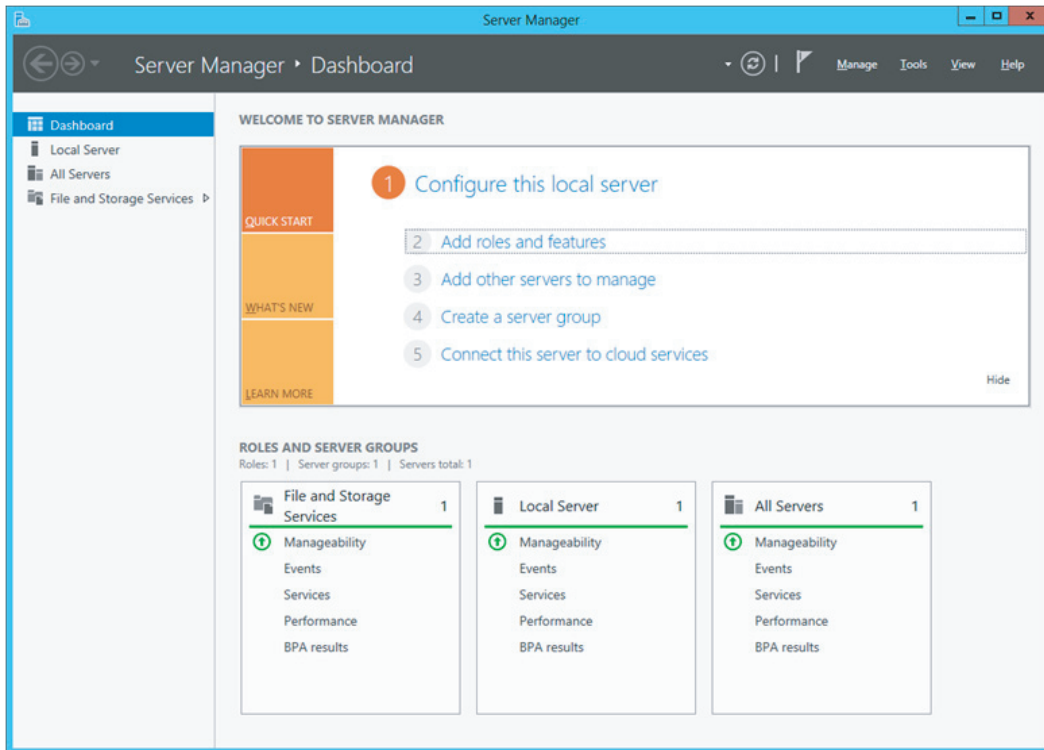 Server Manager
Server Manager ‣ Dashboard
Manage Tools View Help
Dashboard
Local Server
All Servers
File and Storage Services
WELCOME TO SERVER MANAGER
QUICK START
WHAT'S NEW
LEARN MORE
1 Configure this local server
2 Add roles and features
3 Add other servers to manage
4 Create a server group
5 Connect this server to cloud services
Hide
ROLES AND SERVER GROUPS
Roles: 1 | Server groups: 1 | Servers total: 1
File and Storage
Services 1
Manageability
Events
Services
Performance
BPA results
Local Server 1
Manageability
Events
Services
Performance
BPA results
All Servers 1
Manageability
Events
Services
Performance
BPA results